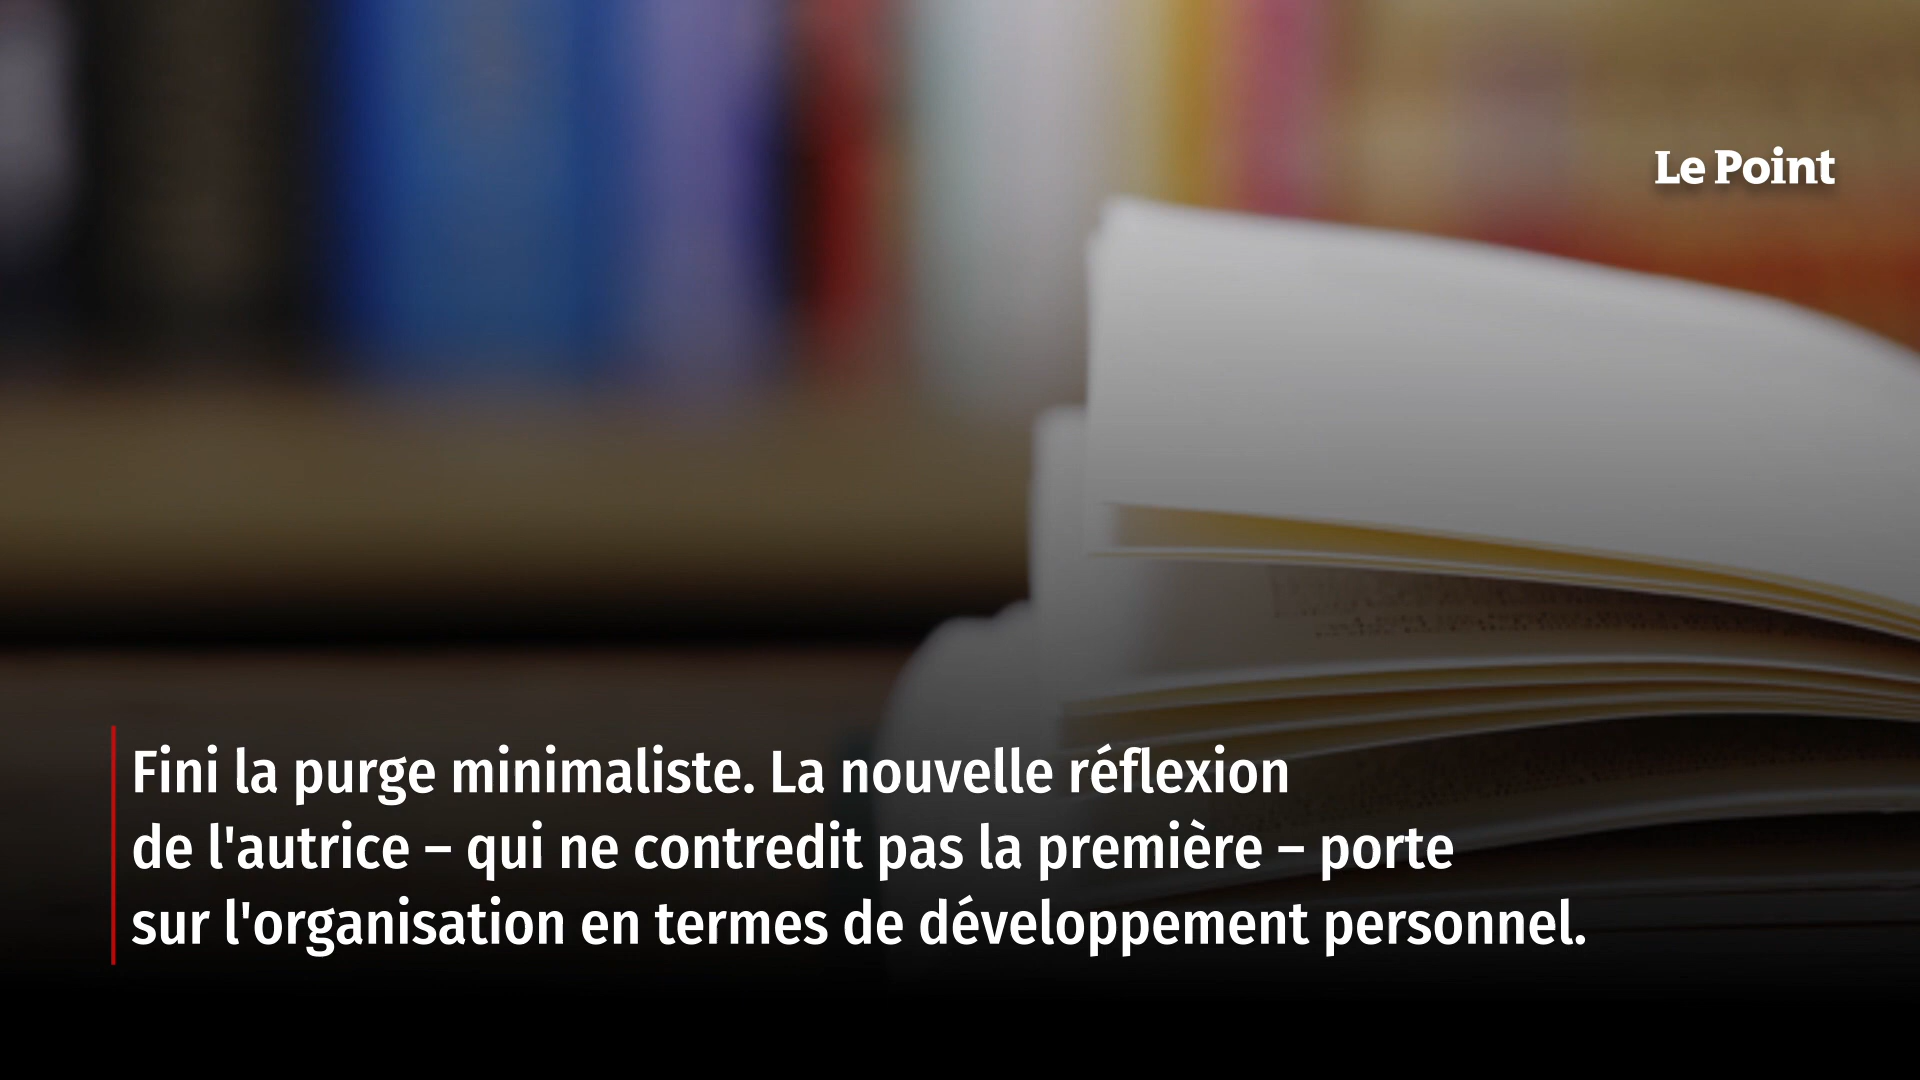 Le Point
Fini la purge minimaliste. La nouvelle réflexion
de l'autrice – qui ne contredit pas la première – porte
sur l'organisation en termes de développement personnel.